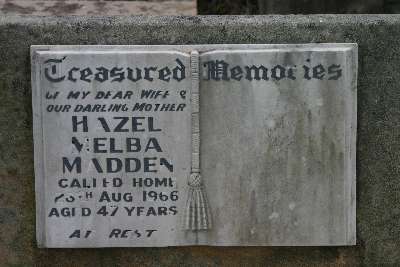 Treasured Memories
OF MY DEAR WIFE &
OUR DARLING MOTHER
HAZEL
MELBA
MADDEN
CALLED HOME
AUG 1966
AGED 47 YEARS
AT REST